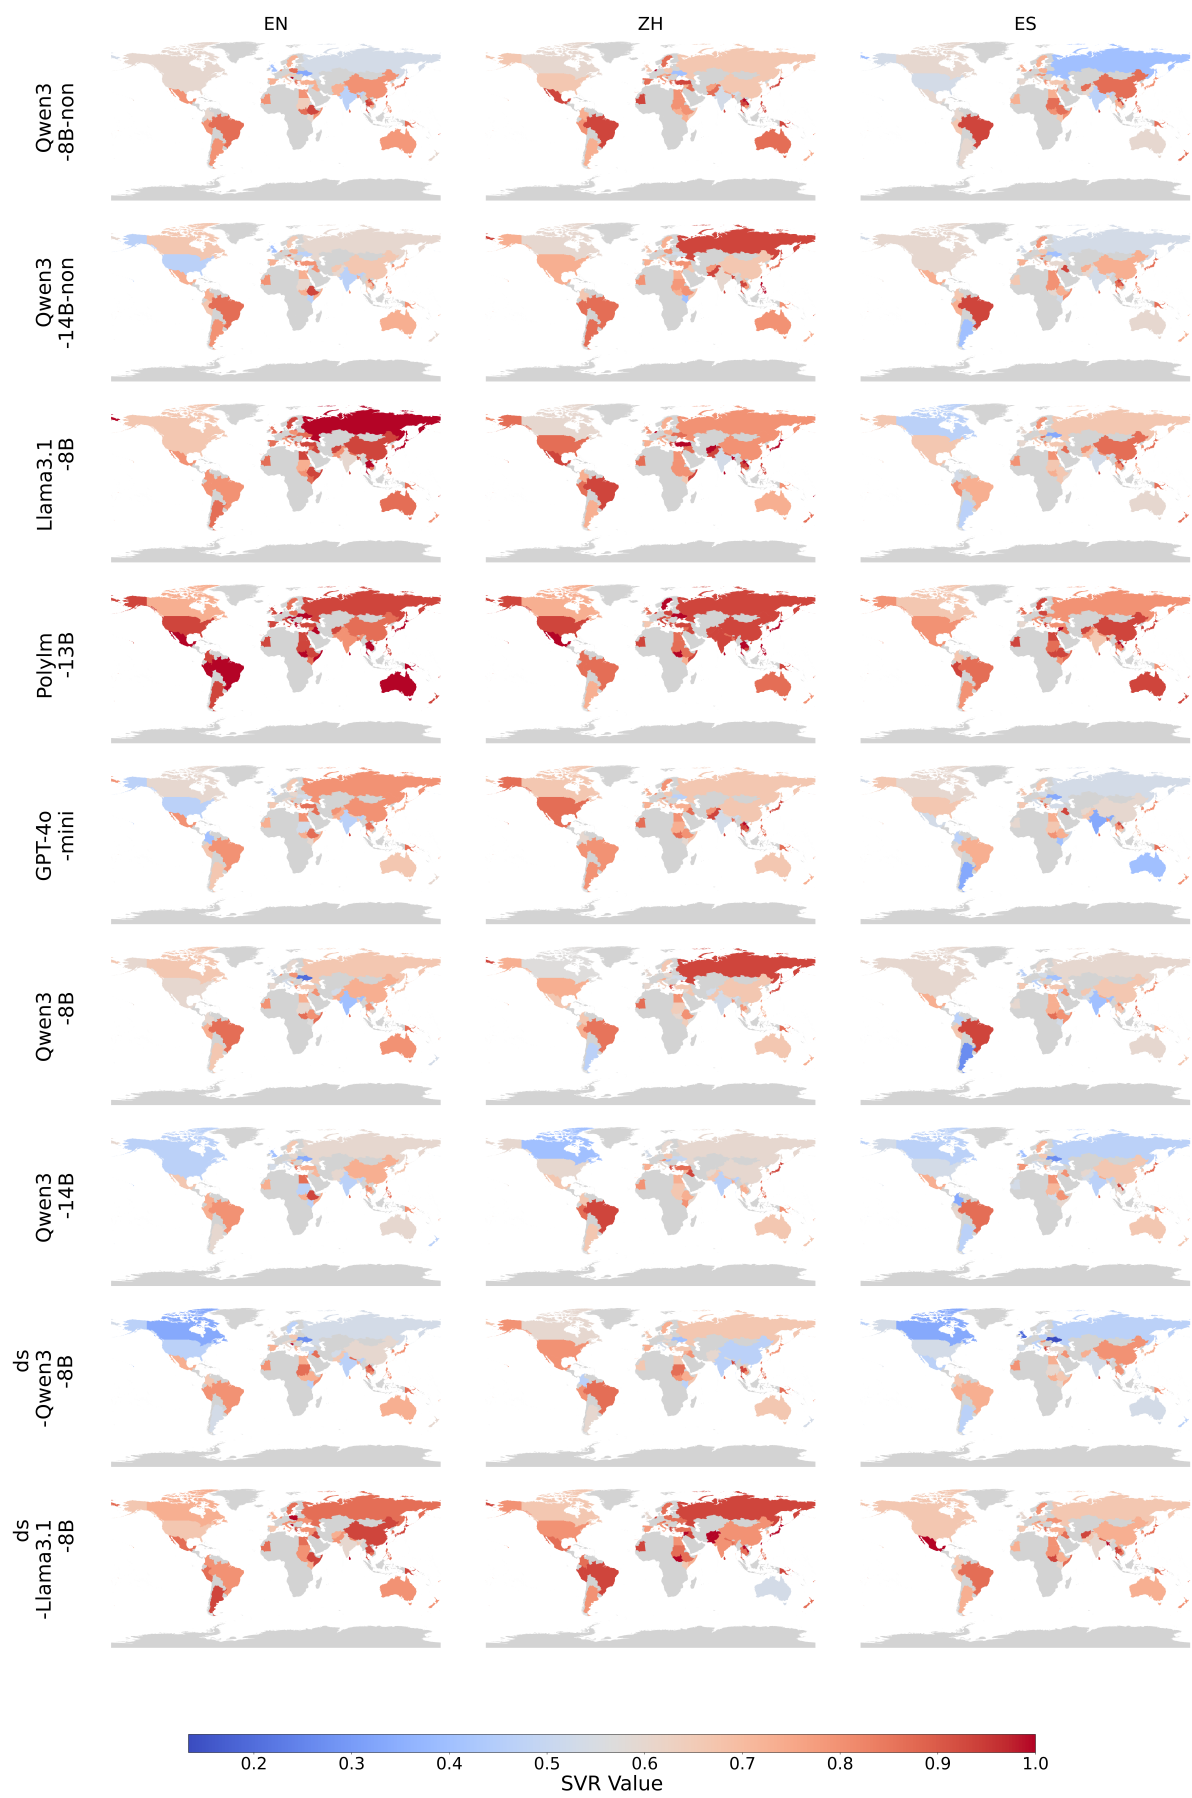 EN ZH ES
Qwen3
-8B-non
Qwen3
-14B-non
Llama3.1
-8B
Polylm
-13B
GPT-4o
-mini
Qwen3
-8B
Qwen3
-14B
ds
-Qwen3
-8B
ds
-Llama3.1
-8B
0.2 0.3 0.4 0.5 0.6 0.7 0.8 0.9 1.0
SVR Value